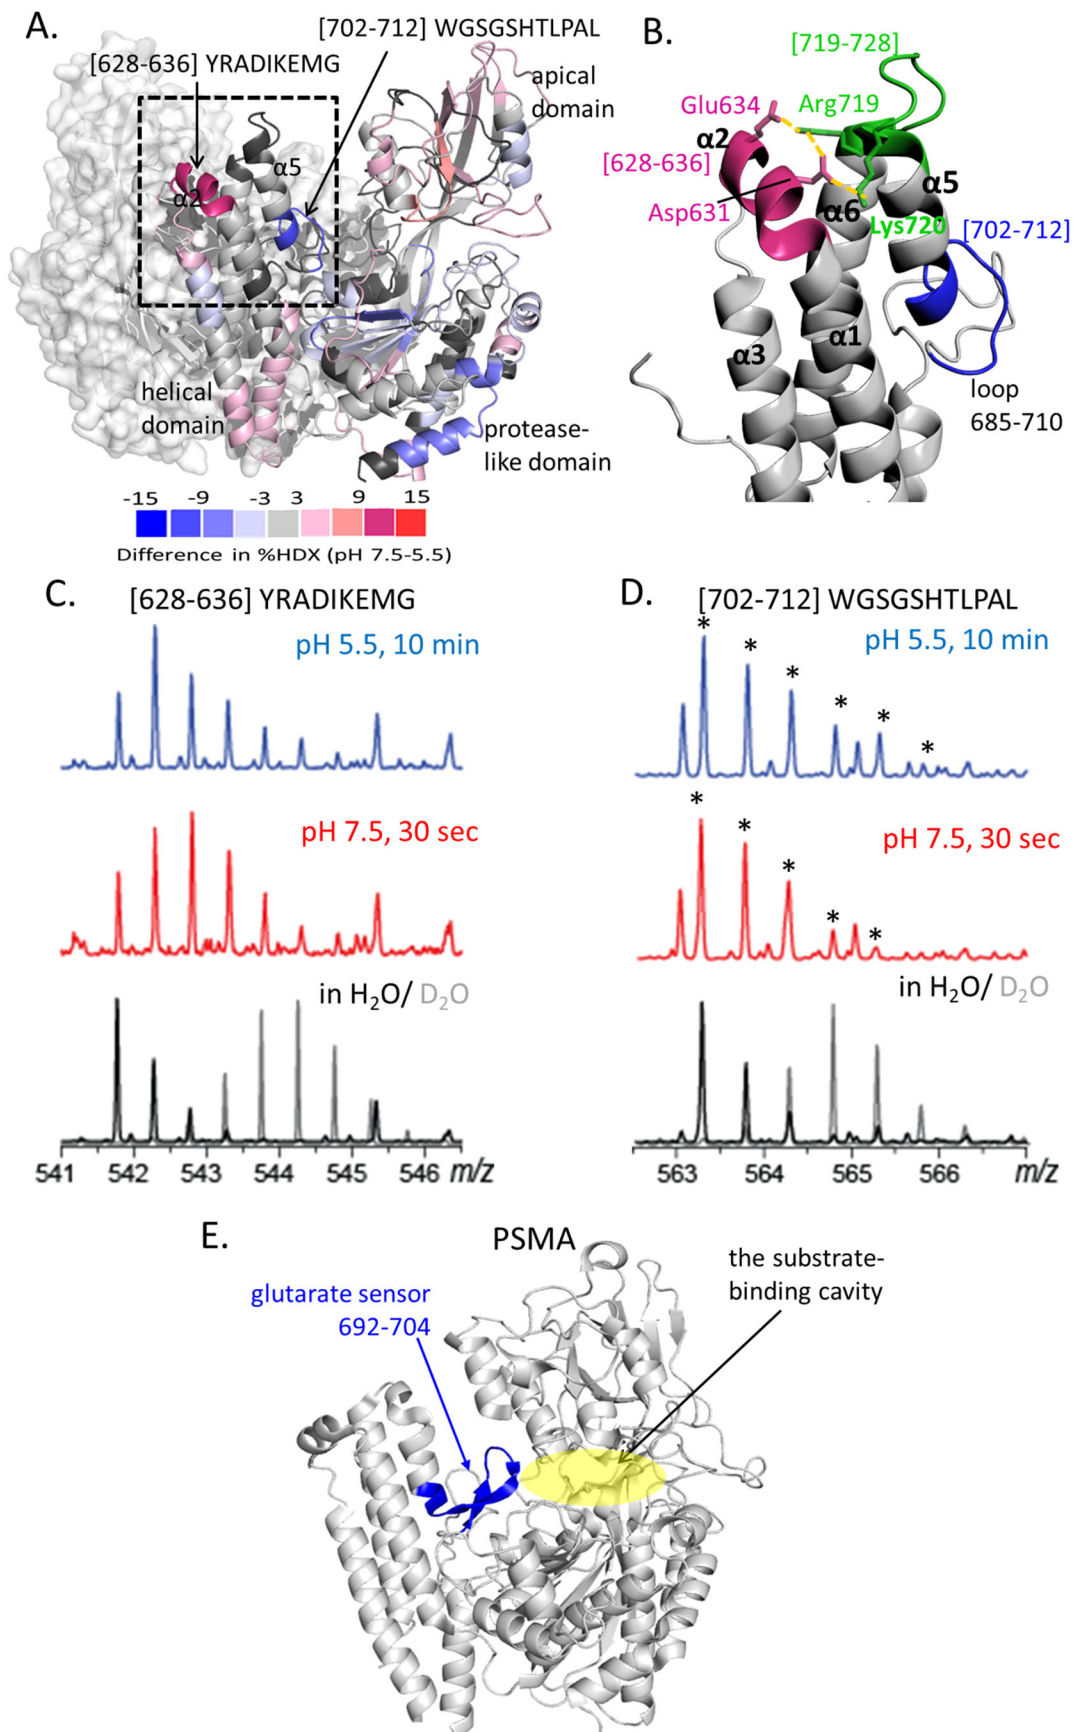 A.
[702-712] WGSGSHTLPAL
[628-636] YRADIKEMG
apical
domain
α5
α2
helical
domain
protease-
like domain
-15 -9 -3 3 9 15
Difference in %HDX (pH 7.5-5.5)
B.
[719-728]
Glu634
Arg719
α2
[628-636]
α5
α6
Asp631
Lys720
[702-712]
α3
α1
loop
685-710
C.
[628-636] YRADIKEMG
pH 5.5, 10 min
pH 7.5, 30 sec
in H₂O/ D₂O
541 542 543 544 545 546 m/z
D.
[702-712] WGSGSHTLPAL
* * * * * *
pH 5.5, 10 min
* * * * *
pH 7.5, 30 sec
in H₂O/ D₂O
563 564 565 566 m/z
E.
PSMA
the substrate-
binding cavity
glutarate sensor
692-704